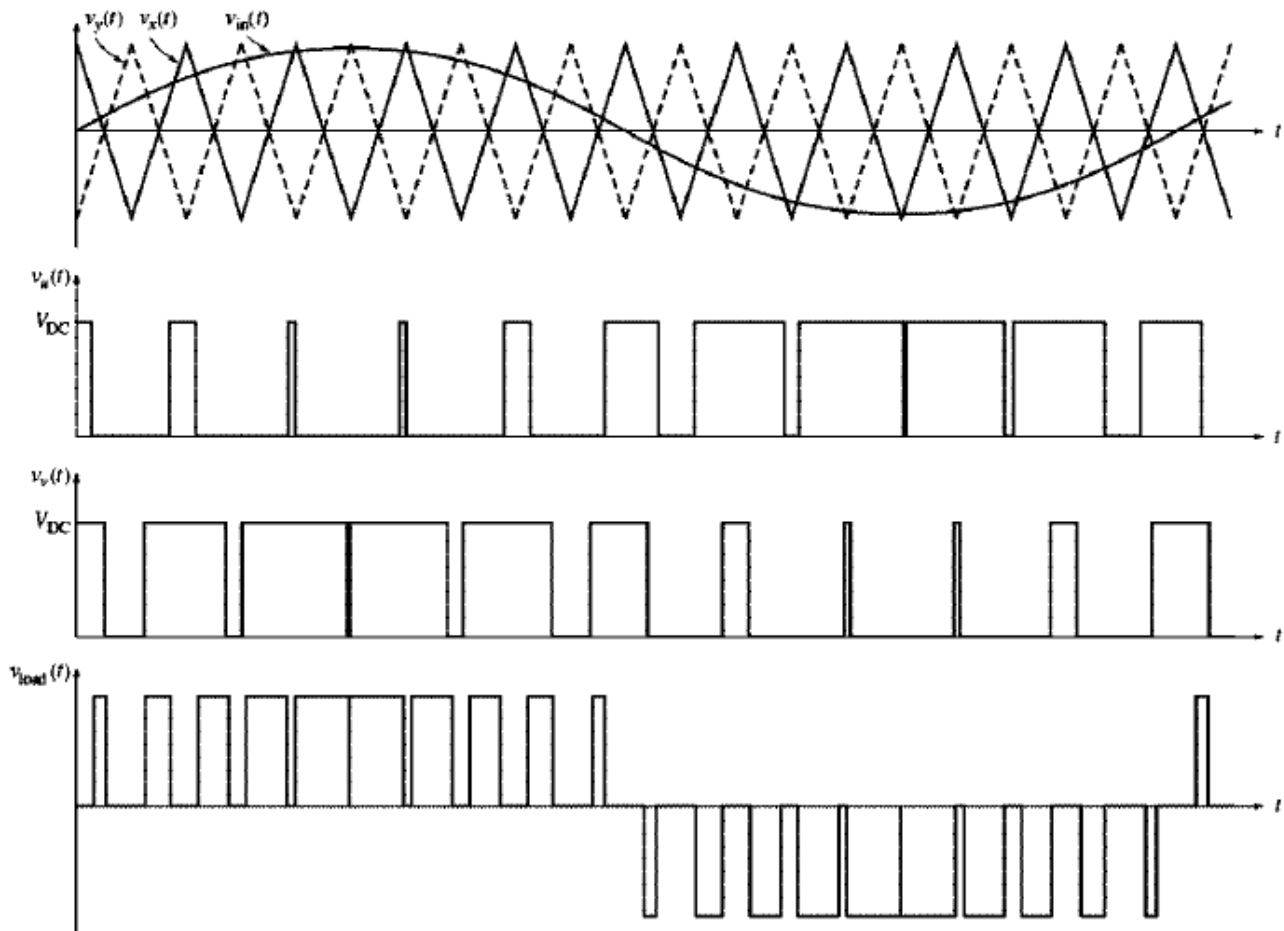 v_y(t) v_x(t) v_in(t)
t
v_u(t)
V_DC
t
v_v(t)
V_DC
t
v_load(t)
t